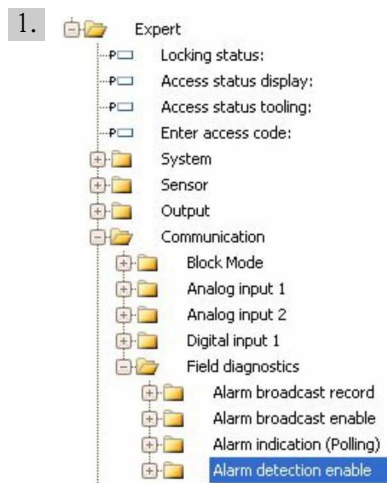 1.
Expert
Locking status:
Access status display:
Access status tooling:
Enter access code:
System
Sensor
Output
Communication
Block Mode
Analog input 1
Analog input 2
Digital input 1
Field diagnostics
Alarm broadcast record
Alarm broadcast enable
Alarm indication (Polling)
Alarm detection enable